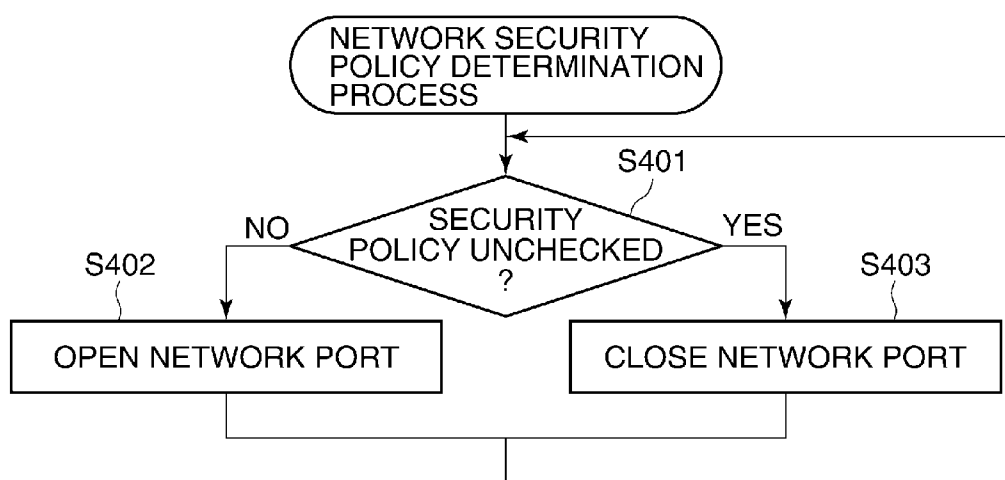 NETWORK SECURITY
POLICY DETERMINATION
PROCESS
S401
SECURITY
POLICY UNCHECKED
?
NO
YES
S402
S403
OPEN NETWORK PORT
CLOSE NETWORK PORT